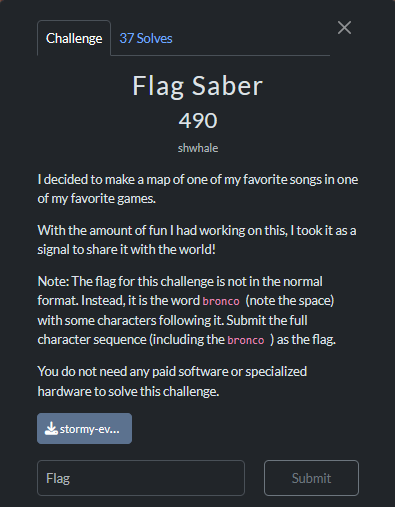 Challenge
37 Solves
Flag Saber
490
shwhale
I decided to make a map of one of my favorite songs in one
of my favorite games.
With the amount of fun I had working on this, I took it as a
signal to share it with the world!
Note: The flag for this challenge is not in the normal
format. Instead, it is the word bronco (note the space)
with some characters following it. Submit the full
character sequence (including the bronco ) as the flag.
You do not need any paid software or specialized
hardware to solve this challenge.
stormy-ev...
Flag
Submit